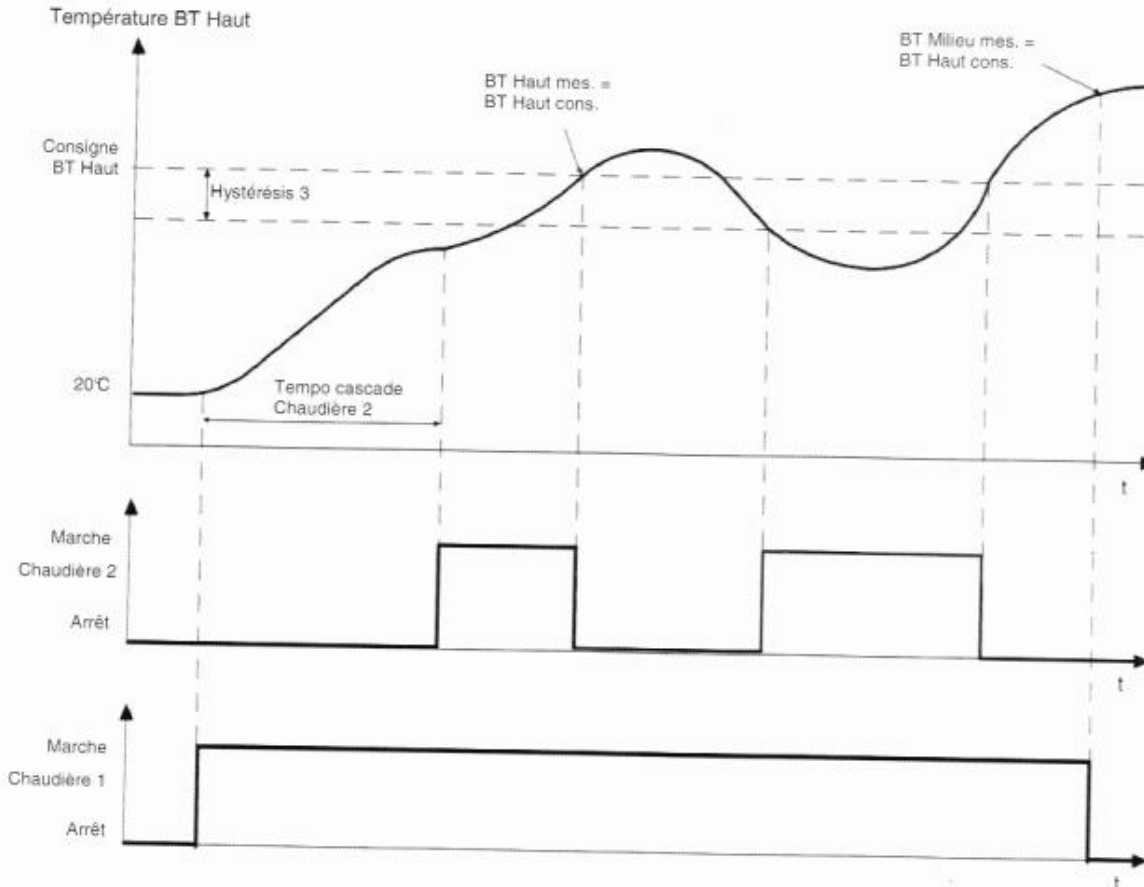 Température BT Haut
BT Milieu mes. =
BT Haut cons.
BT Haut mes. =
BT Haut cons.
Consigne
BT Haut
Hystérésis 3
20°C
Tempo cascade
Chaudière 2
t
Marche
Chaudière 2
Arrêt
t
Marche
Chaudière 1
Arrêt
t